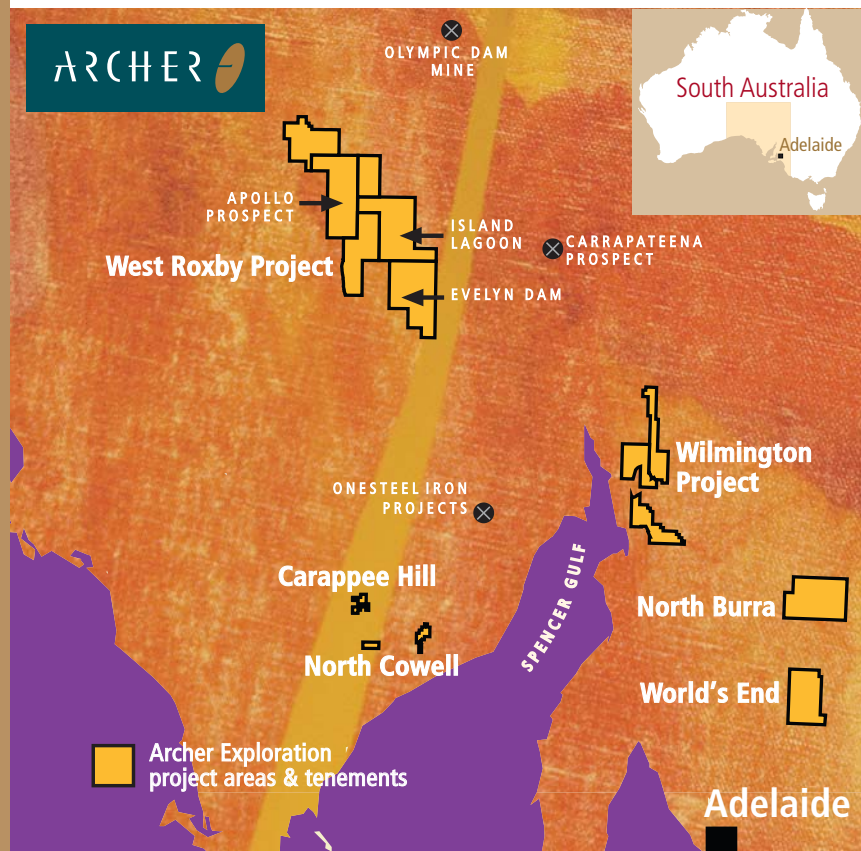 ARCHER
OLYMPIC DAM
MINE
South Australia
Adelaide
APOLLO
PROSPECT
ISLAND
LAGOON
CARRAPATEENA
PROSPECT
West Roxby Project
EVELYN DAM
Wilmington
Project
ONESTEEL IRON
PROJECTS
SPENCER GULF
Carappee Hill
North Burra
North Cowell
World's End
Archer Exploration
project areas & tenements
Adelaide